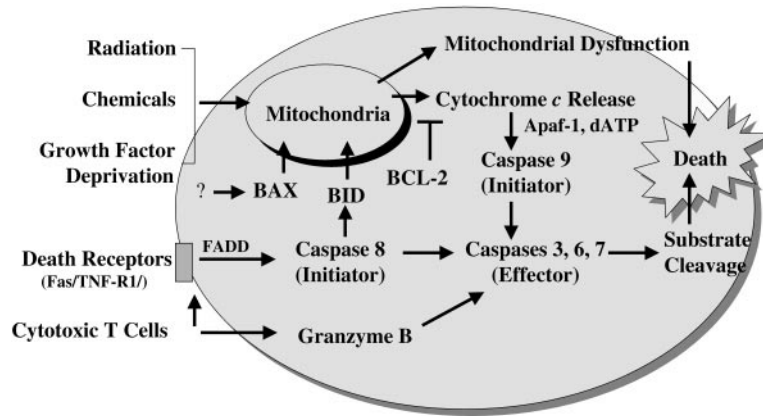 Radiation
Mitochondrial Dysfunction
Chemicals
Mitochondria
Cytochrome c Release
Apaf-1, dATP
Growth Factor
Deprivation
BCL-2
Caspase 9
(Initiator)
Death
?
BAX
BID
Death Receptors
(Fas/TNF-R1/)
FADD
Caspase 8
(Initiator)
Caspases 3, 6, 7
(Effector)
Substrate
Cleavage
Cytotoxic T Cells
Granzyme B